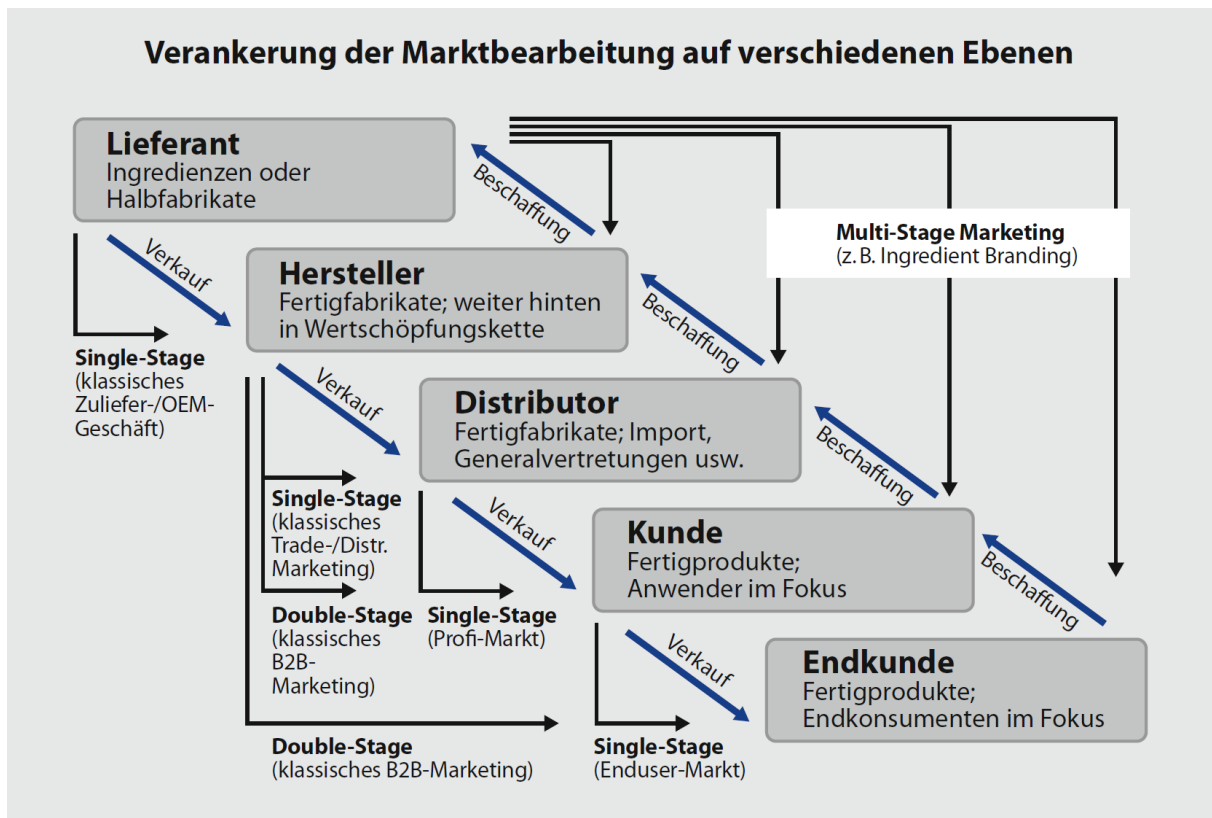 Verankerung der Marktbearbeitung auf verschiedenen Ebenen
Lieferant
Ingredienzen oder
Halbfabrikate
Beschaffung
Verkauf
Multi-Stage Marketing
(z. B. Ingredient Branding)
Hersteller
Fertigfabrikate; weiter hinten
in Wertschöpfungskette
Beschaffung
Single-Stage
(klassisches
Zuliefer-/OEM-
Geschäft)
Verkauf
Distributor
Fertigfabrikate; Import,
Generalvertretungen usw.
Beschaffung
Single-Stage
(klassisches
Trade-/Distr.
Marketing)
Verkauf
Kunde
Fertigprodukte;
Anwender im Fokus
Beschaffung
Double-Stage
(klassisches
B2B-
Marketing)
Single-Stage
(Profi-Markt)
Verkauf
Endkunde
Fertigprodukte;
Endkonsumenten im Fokus
Double-Stage
(klassisches B2B-Marketing)
Single-Stage
(Enduser-Markt)